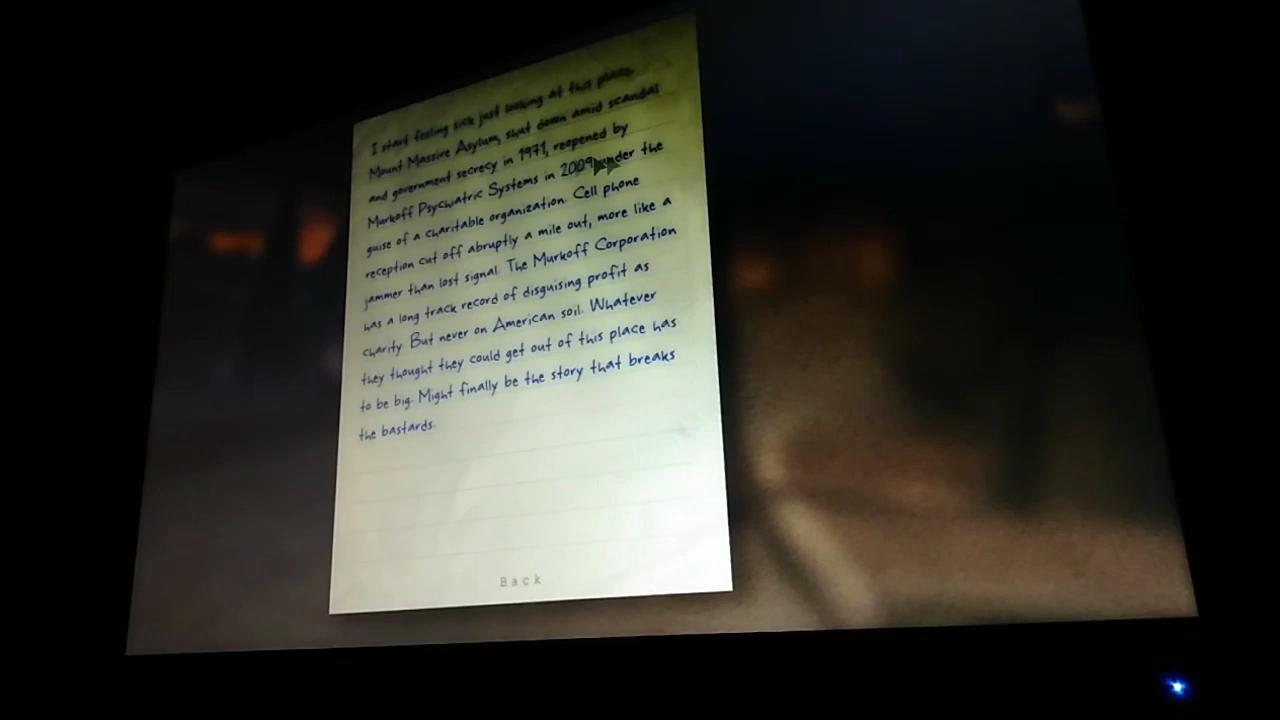 I start feeling sick just looking at this place.
Mount Massive Asylum, shut down amid scandal
and government secrecy in 1971, reopened by
Murkoff Psychiatric Systems in 2009 under the
guise of a charitable organization. Cell phone
reception cut off abruptly a mile out, more like a
jammer than lost signal. The Murkoff Corporation
has a long track record of disguising profit as
charity. But never on American soil. Whatever
they thought they could get out of this place has
to be big. Might finally be the story that breaks
the bastards.
Back